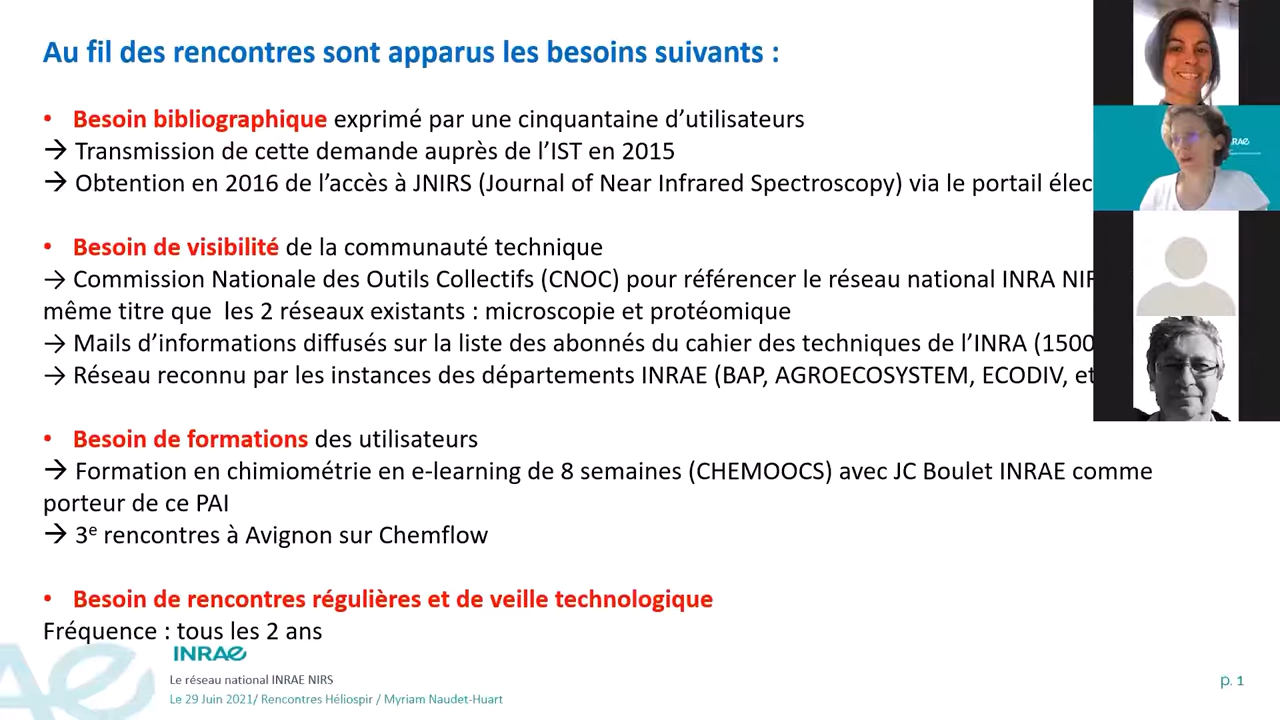 Au fil des rencontres sont apparus les besoins suivants :
• Besoin bibliographique exprimé par une cinquantaine d’utilisateurs
→ Transmission de cette demande auprès de l’IST en 2015
→ Obtention en 2016 de l’accès à JNIRS (Journal of Near Infrared Spectroscopy) via le portail élec
• Besoin de visibilité de la communauté technique
→ Commission Nationale des Outils Collectifs (CNOC) pour référencer le réseau national INRA NIR
même titre que les 2 réseaux existants : microscopie et protéomique
→ Mails d’informations diffusés sur la liste des abonnés du cahier des techniques de l’INRA (1500
→ Réseau reconnu par les instances des départements INRAE (BAP, AGROECOSYSTEM, ECODIV, et
• Besoin de formations des utilisateurs
→ Formation en chimiométrie en e-learning de 8 semaines (CHEMOOCS) avec JC Boulet INRAE comme
porteur de ce PAI
→ 3e rencontres à Avignon sur Chemflow
• Besoin de rencontres régulières et de veille technologique
Fréquence : tous les 2 ans
INRAE
Le réseau national INRAE NIRS
Le 29 Juin 2021/ Rencontres Héliospir / Myriam Naudet-Huart
p. 1